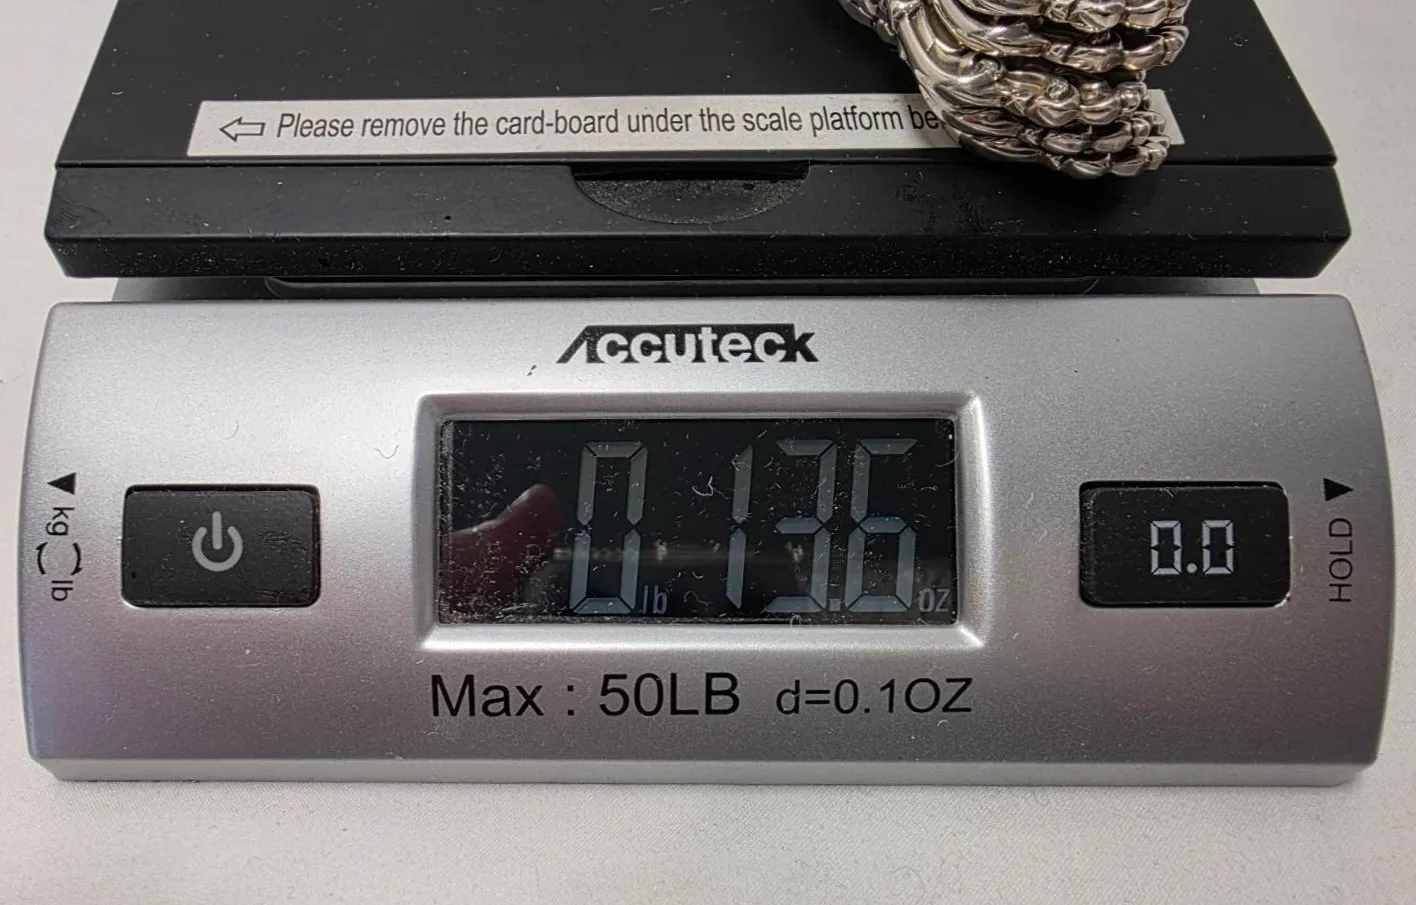 Please remove the card-board under the scale platform be
Accuteck
0 lb 13.6 oz
0.0
kg lb
HOLD
Max : 50LB d=0.1OZ